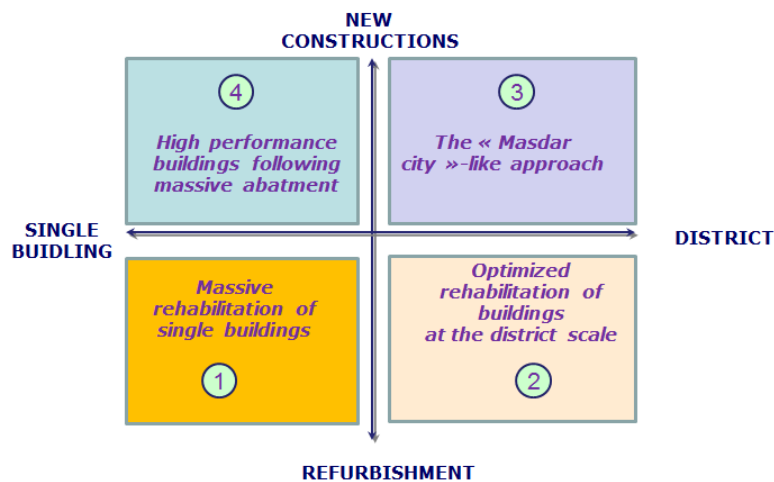 NEW
CONSTRUCTIONS
4
High performance
buildings following
massive abatment
3
The « Masdar
city »-like approach
SINGLE
BUIDLING
DISTRICT
Massive
rehabilitation of
single buildings
1
Optimized
rehabilitation of
buildings
at the district scale
2
REFURBISHMENT